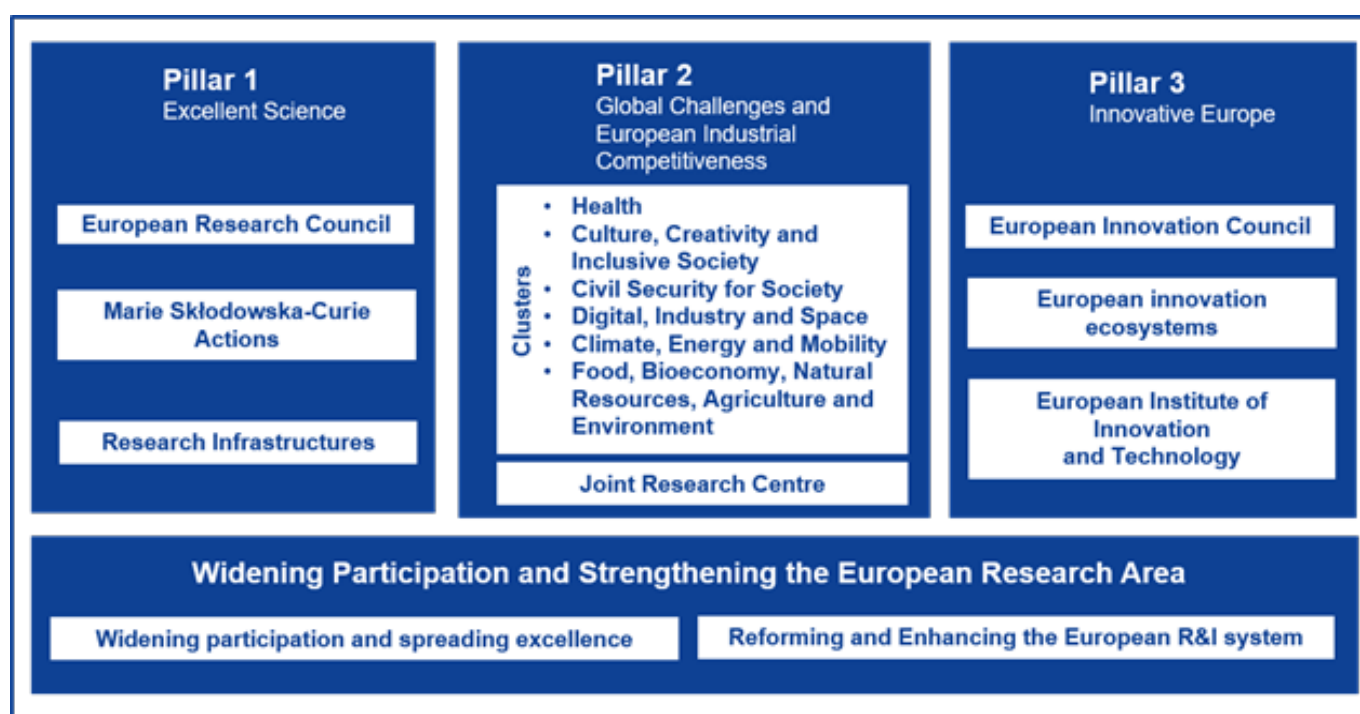 Pillar 1
Excellent Science
European Research Council
Marie Skłodowska-Curie
Actions
Research Infrastructures
Pillar 2
Global Challenges and
European Industrial
Competitiveness
Clusters
• Health
• Culture, Creativity and
Inclusive Society
• Civil Security for Society
• Digital, Industry and Space
• Climate, Energy and Mobility
• Food, Bioeconomy, Natural
Resources, Agriculture and
Environment
Joint Research Centre
Pillar 3
Innovative Europe
European Innovation Council
European innovation
ecosystems
European Institute of
Innovation
and Technology
Widening Participation and Strengthening the European Research Area
Widening participation and spreading excellence
Reforming and Enhancing the European R&I system